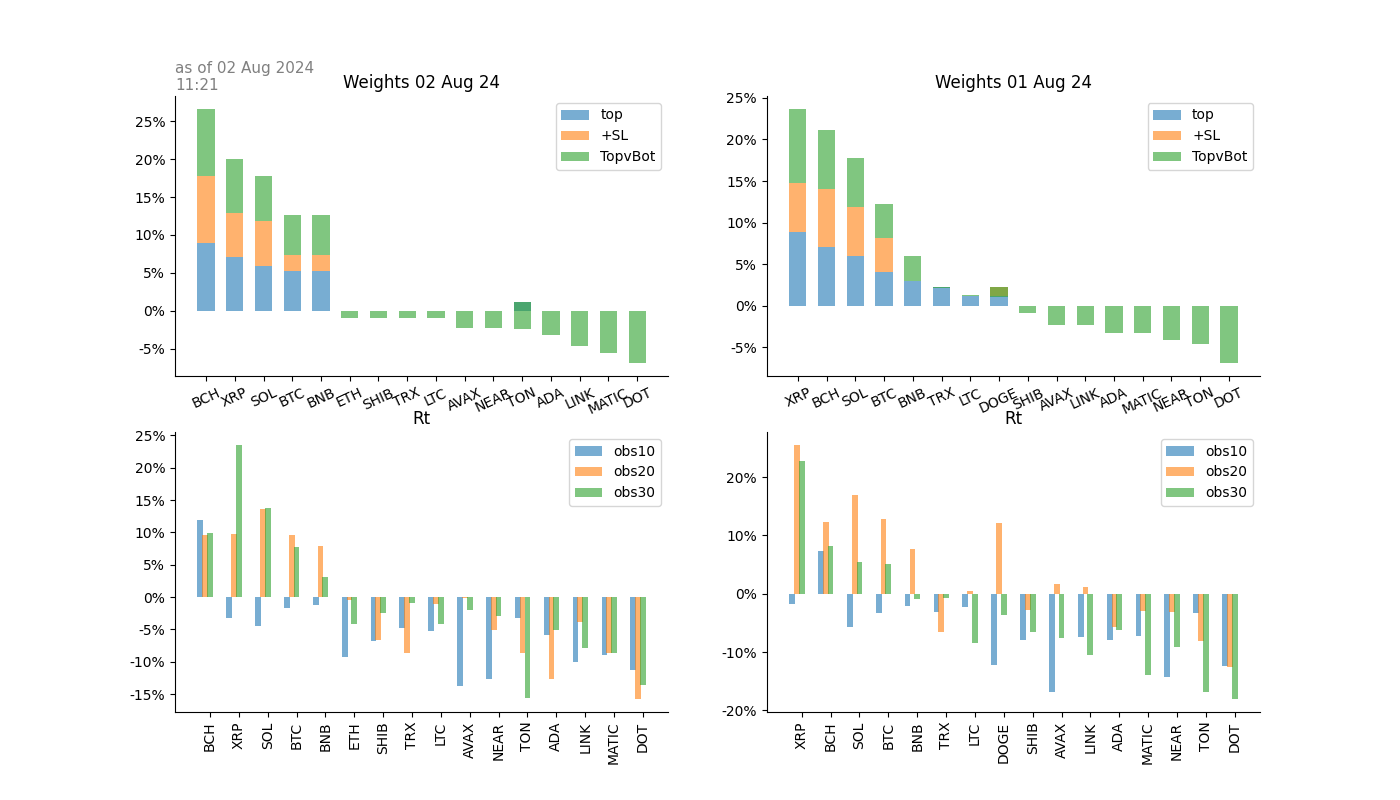 as of 02 Aug 2024
11:21
Weights 02 Aug 24
25%
20%
15%
10%
5%
0%
-5%
top
+SL
TopvBot
BCH XRP SOL BTC BNB ETH SHIB TRX LTC AVAX NEAR TON ADA LINK MATIC DOT
Weights 01 Aug 24
25%
20%
15%
10%
5%
0%
-5%
top
+SL
TopvBot
XRP BCH SOL BTC BNB TRX LTC DOGE SHIB AVAX LINK ADA MATIC NEAR TON DOT
Rt
25%
20%
15%
10%
5%
0%
-5%
-10%
-15%
obs10
obs20
obs30
BCH XRP SOL BTC BNB ETH SHIB TRX LTC AVAX NEAR TON ADA LINK MATIC DOT
Rt
20%
10%
0%
-10%
-20%
obs10
obs20
obs30
XRP BCH SOL BTC BNB TRX LTC DOGE SHIB AVAX LINK ADA MATIC NEAR TON DOT